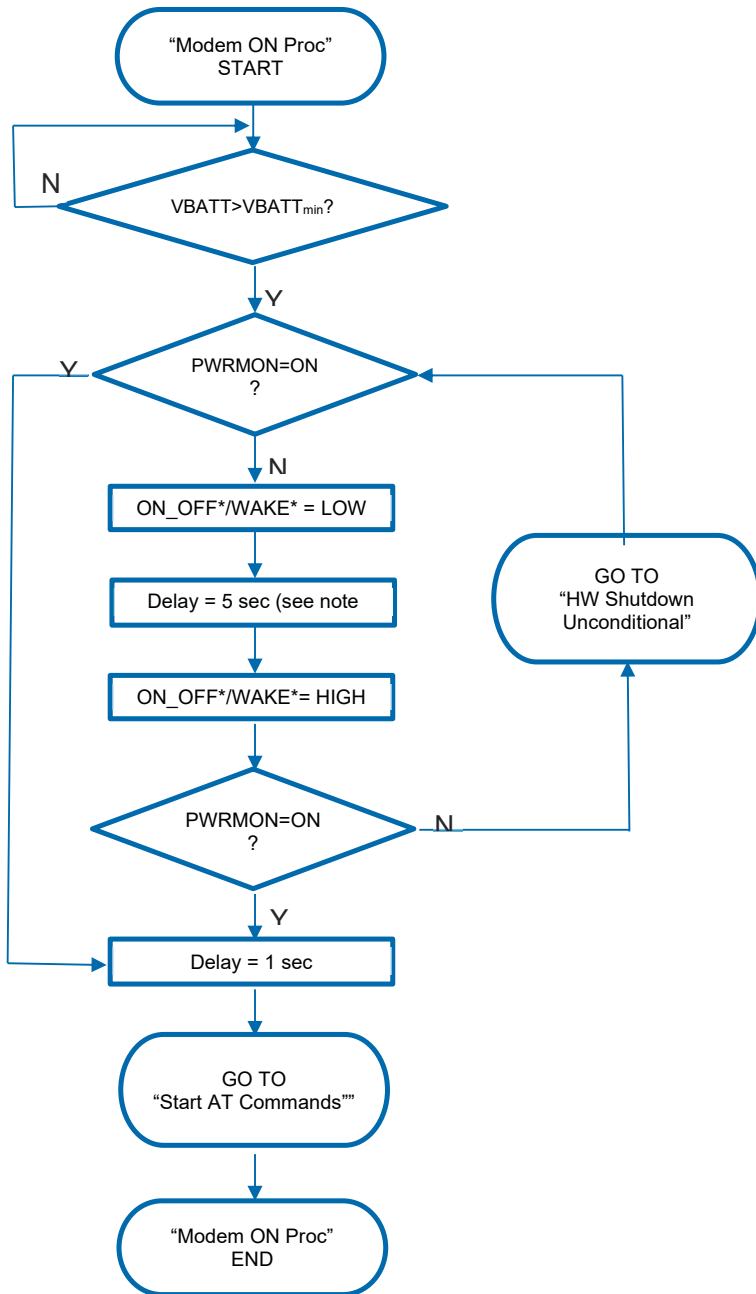 “Modem ON Proc”
START
N
VBATT>VBATTmin?
Y
Y
PWRMON=ON
?
N
ON_OFF*/WAKE* = LOW
Delay = 5 sec (see note
GO TO
“HW Shutdown
Unconditional”
ON_OFF*/WAKE*= HIGH
PWRMON=ON
?
N
Y
Delay = 1 sec
GO TO
“Start AT Commands””
“Modem ON Proc”
END